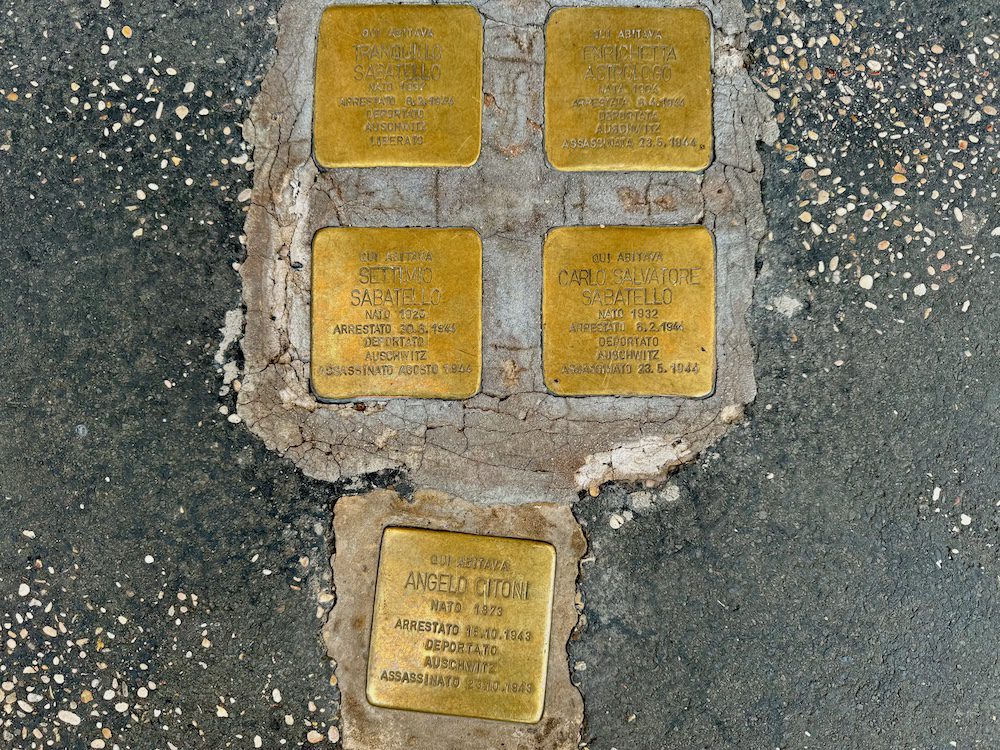 QUI ABITAVA
TRANQUILLO
SABATELLO
NATO
ARRESTATO 6.2.1944
DEPORTATO
AUSCHWITZ
LIBERATO
QUI ABITAVA
ENRICHETTA
ASTROLOGO
NATA
ARRESTATA 6.4.1944
DEPORTATA
AUSCHWITZ
ASSASSINATA 23.5.1944
QUI ABITAVA
SETTIMIO
SABATELLO
NATO 1925
ARRESTATO 30.3.1944
DEPORTATO
AUSCHWITZ
ASSASSINATO AGOSTO 1944
QUI ABITAVA
CARLO SALVATORE
SABATELLO
NATO 1932
ARRESTATO 6.2.1944
DEPORTATO
AUSCHWITZ
ASSASSINATO 23.5.1944
QUI ABITAVA
ANGELO CITONI
NATO 1873
ARRESTATO 16.10.1943
DEPORTATO
AUSCHWITZ
ASSASSINATO 23.10.1943